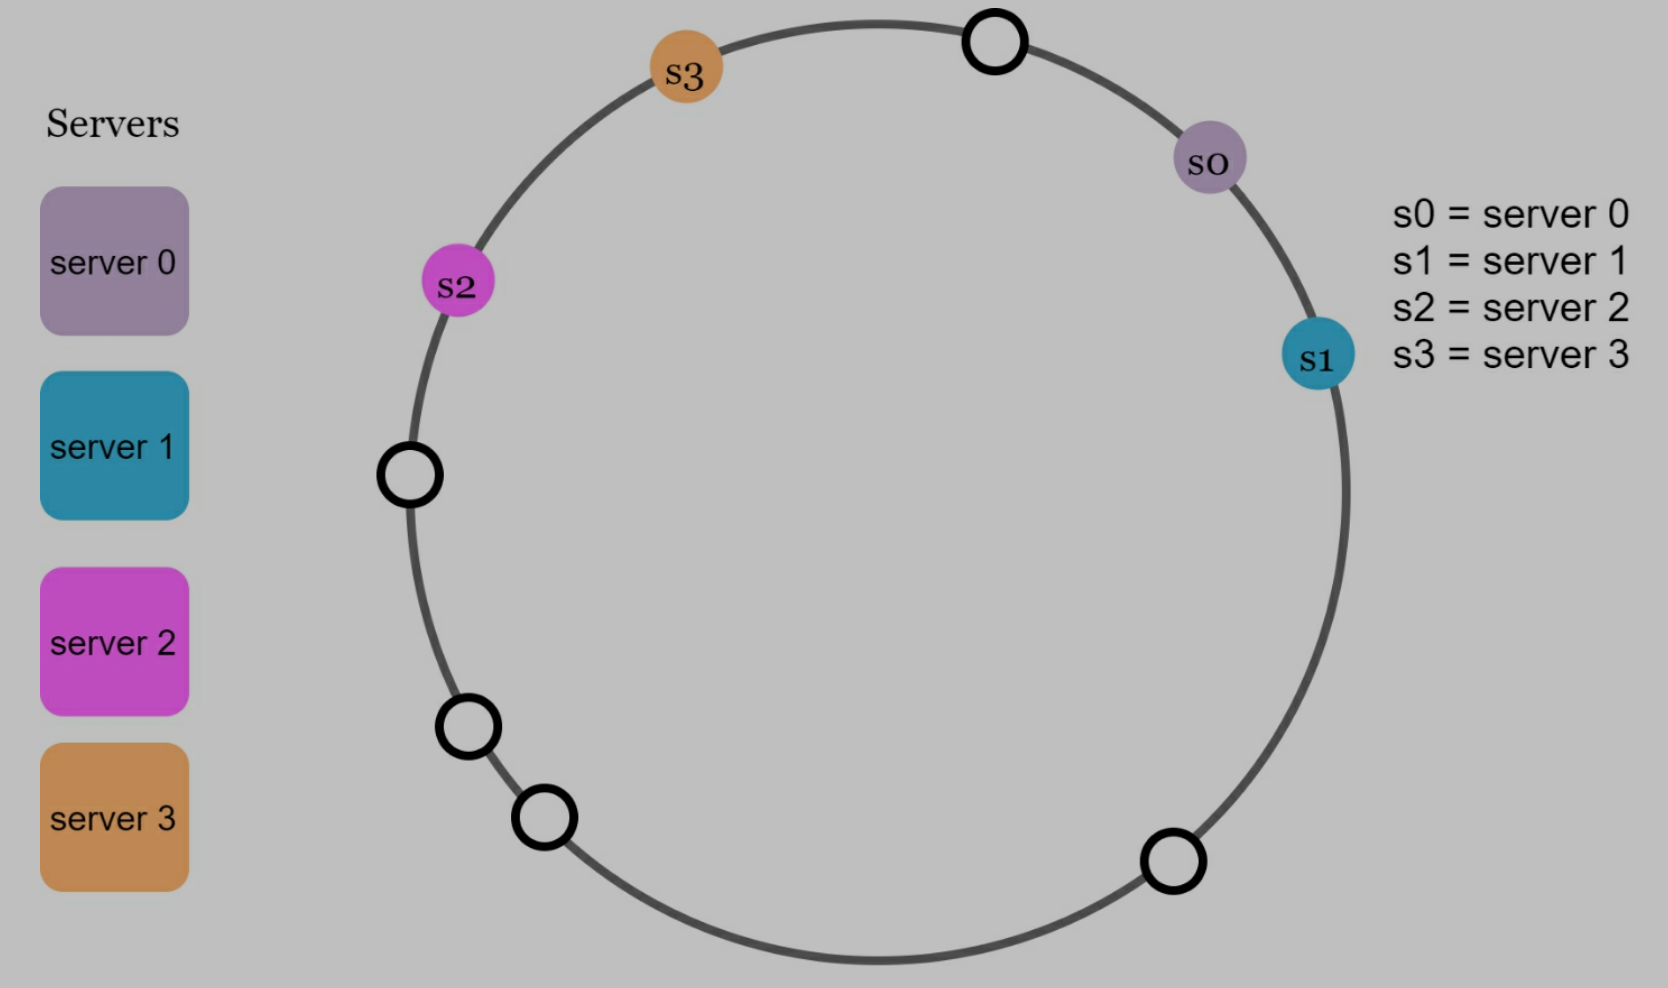 Servers
server 0
server 1
server 2
server 3
s3
s0
s2
s1
s0 = server 0
s1 = server 1
s2 = server 2
s3 = server 3